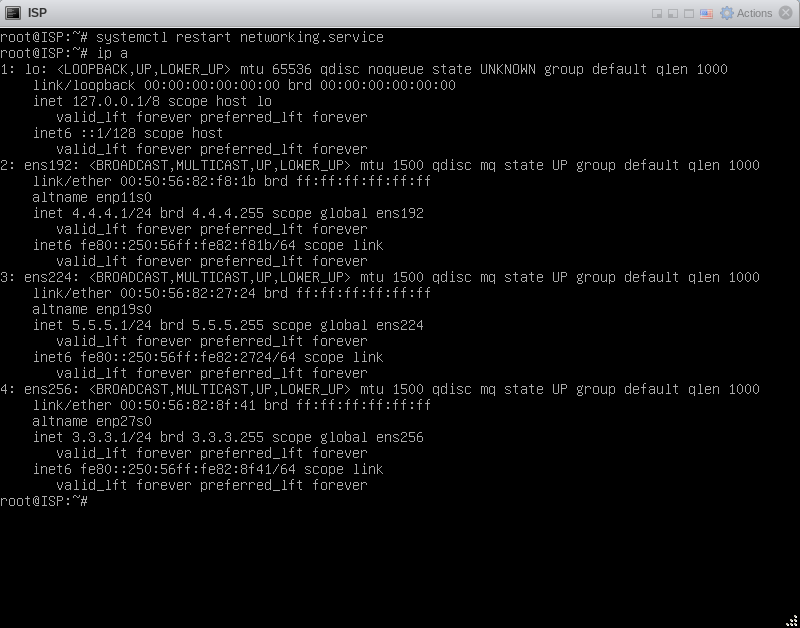 ISP
Actions
root@ISP:~# systemctl restart networking.service
root@ISP:~# ip a
1: lo: <LOOPBACK,UP,LOWER_UP> mtu 65536 qdisc noqueue state UNKNOWN group default qlen 1000
    link/loopback 00:00:00:00:00:00 brd 00:00:00:00:00:00
    inet 127.0.0.1/8 scope host lo
       valid_lft forever preferred_lft forever
    inet6 ::1/128 scope host
       valid_lft forever preferred_lft forever
2: ens192: <BROADCAST,MULTICAST,UP,LOWER_UP> mtu 1500 qdisc mq state UP group default qlen 1000
    link/ether 00:50:56:82:f8:1b brd ff:ff:ff:ff:ff:ff
    altname enp11s0
    inet 4.4.4.1/24 brd 4.4.4.255 scope global ens192
       valid_lft forever preferred_lft forever
    inet6 fe80::250:56ff:fe82:f81b/64 scope link
       valid_lft forever preferred_lft forever
3: ens224: <BROADCAST,MULTICAST,UP,LOWER_UP> mtu 1500 qdisc mq state UP group default qlen 1000
    link/ether 00:50:56:82:27:24 brd ff:ff:ff:ff:ff:ff
    altname enp19s0
    inet 5.5.5.1/24 brd 5.5.5.255 scope global ens224
       valid_lft forever preferred_lft forever
    inet6 fe80::250:56ff:fe82:2724/64 scope link
       valid_lft forever preferred_lft forever
4: ens256: <BROADCAST,MULTICAST,UP,LOWER_UP> mtu 1500 qdisc mq state UP group default qlen 1000
    link/ether 00:50:56:82:8f:41 brd ff:ff:ff:ff:ff:ff
    altname enp27s0
    inet 3.3.3.1/24 brd 3.3.3.255 scope global ens256
       valid_lft forever preferred_lft forever
    inet6 fe80::250:56ff:fe82:8f41/64 scope link
       valid_lft forever preferred_lft forever
root@ISP:~#